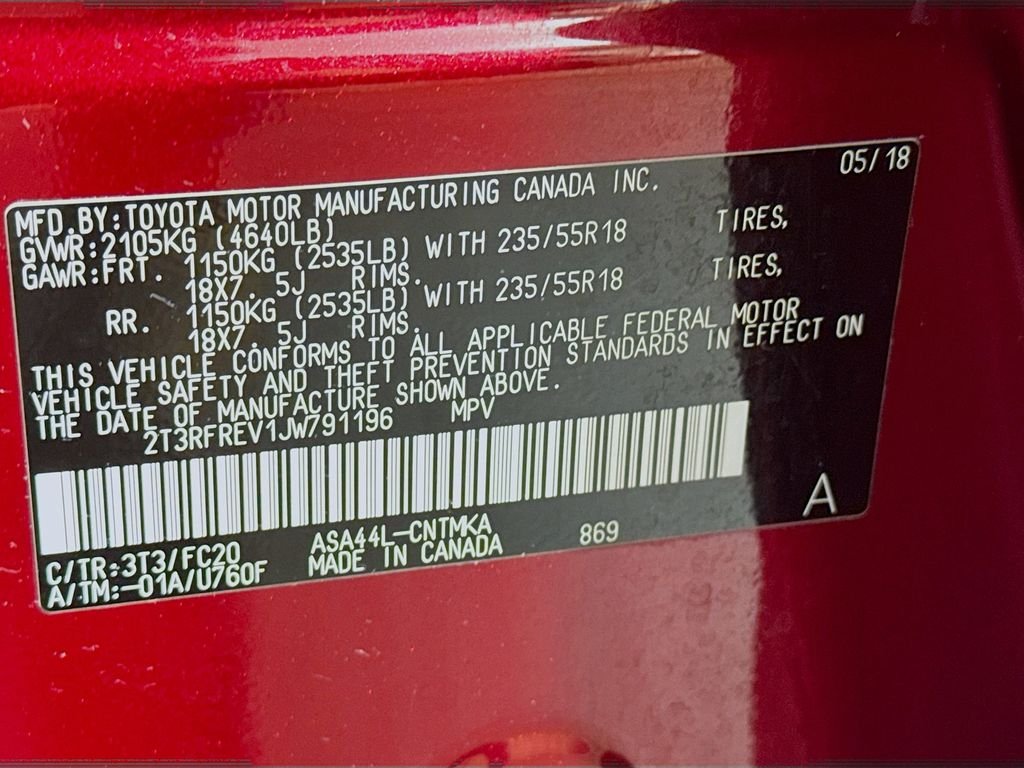 05/18
MFD.BY:TOYOTA MOTOR MANUFACTURING CANADA INC.
GVWR:2105KG (4640LB)
GAWR:FRT. 1150KG (2535LB) WITH 235/55R18 TIRES,
18X7.5J RIMS.
RR. 1150KG (2535LB) WITH 235/55R18 TIRES,
18X7.5J RIMS.
THIS VEHICLE CONFORMS TO ALL APPLICABLE FEDERAL MOTOR
VEHICLE SAFETY AND THEFT PREVENTION STANDARDS IN EFFECT ON
THE DATE OF MANUFACTURE SHOWN ABOVE.
2T3RFREV1JW791196 MPV
A
C/TR:3T3/FC20 ASA44L-CNTMKA 869
A/TM:-01A/U760F MADE IN CANADA